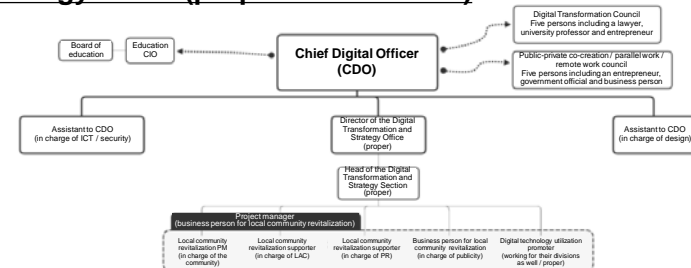 Digital Transformation Council
Five persons including a lawyer,
university professor and entrepreneur
Board of
education
Education
CIO
Chief Digital Officer
(CDO)
Public-private co-creation / parallel work /
remote work council
Five persons including an entrepreneur,
government official and business person
Assistant to CDO
(in charge of ICT / security)
Director of the Digital
Transformation and
Strategy Office
(proper)
Assistant to CDO
(in charge of design)
Head of the Digital
Transformation and
Strategy Section
(proper)
Project manager
(business person for local community revitalization)
Local community
revitalization PM
(in charge of the
community)
Local community
revitalization supporter
(in charge of LAC)
Local community
revitalization supporter
(in charge of PR)
Business person for local
community revitalization
(in charge of publicity)
Digital technology utilization
promoter
(working for their divisions
as well / proper)